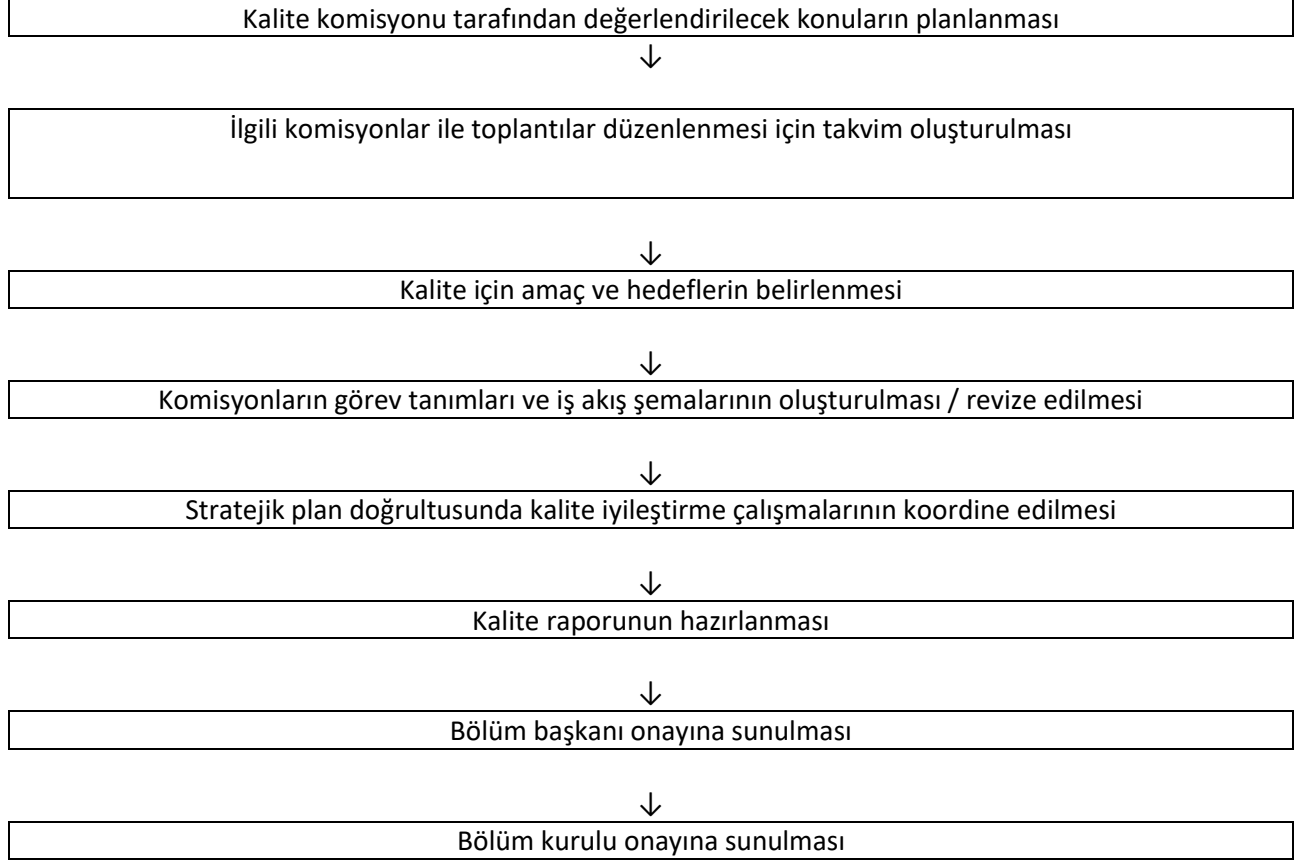 Kalite komisyonu tarafından değerlendirilecek konuların planlanması
↓
İlgili komisyonlar ile toplantılar düzenlenmesi için takvim oluşturulması
↓
Kalite için amaç ve hedeflerin belirlenmesi
↓
Komisyonların görev tanımları ve iş akış şemalarının oluşturulması / revize edilmesi
↓
Stratejik plan doğrultusunda kalite iyileştirme çalışmalarının koordine edilmesi
↓
Kalite raporunun hazırlanması
↓
Bölüm başkanı onayına sunulması
↓
Bölüm kurulu onayına sunulması